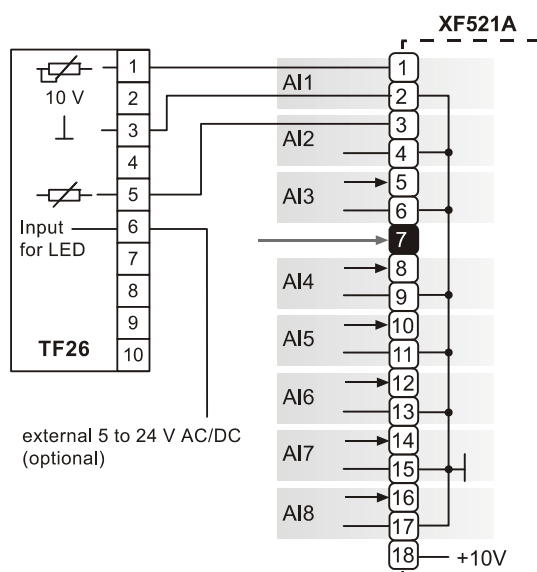 XF521A
1
10 V
2
3
4
5
Input
for LED
6
7
8
9
TF26
10
external 5 to 24 V AC/DC
(optional)
AI1
1
2
AI2
3
4
AI3
5
6
7
AI4
8
9
AI5
10
11
AI6
12
13
AI7
14
15
AI8
16
17
18
+10V